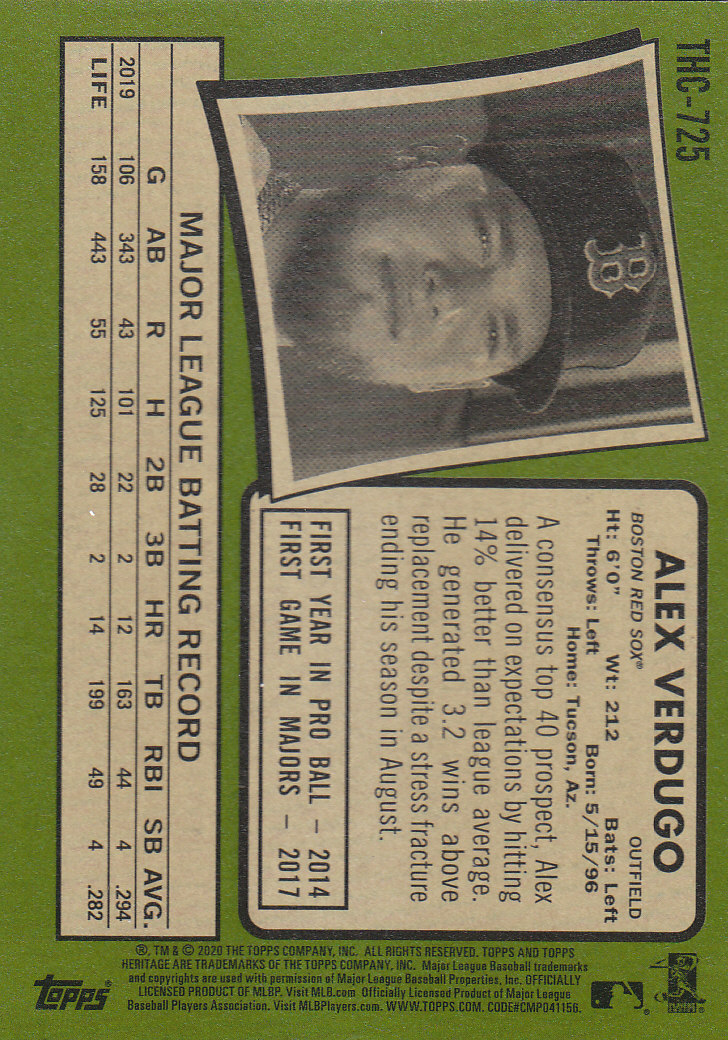 THC-725
ALEX VERDUGO
BOSTON RED SOX® OUTFIELD
Ht: 6'0" Wt: 212 Bats: Left
Throws: Left Born: 5/15/96
Home: Tucson, Az.
A consensus top 40 prospect, Alex
delivered on expectations by hitting
14% better than league average.
He generated 3.2 wins above
replacement despite a stress fracture
ending his season in August.
FIRST YEAR IN PRO BALL – 2014
FIRST GAME IN MAJORS – 2017
B
MAJOR LEAGUE BATTING RECORD
G AB R H 2B 3B HR TB RBI SB AVG.
2019 106 343 43 101 22 2 12 163 44 4 .294
LIFE 158 443 55 125 28 2 14 199 49 4 .282
®, TM & © 2020 THE TOPPS COMPANY, INC. ALL RIGHTS RESERVED. TOPPS AND TOPPS
HERITAGE ARE TRADEMARKS OF THE TOPPS COMPANY, INC. Major League Baseball trademarks
and copyrights are used with permission of Major League Baseball Properties, Inc. OFFICIALLY
LICENSED PRODUCT OF MLBP. Visit MLB.com Officially Licensed Product of Major League
Baseball Players Association. Visit MLBPlayers.com. WWW.TOPPS.COM. CODE#CMP041156.
topps®